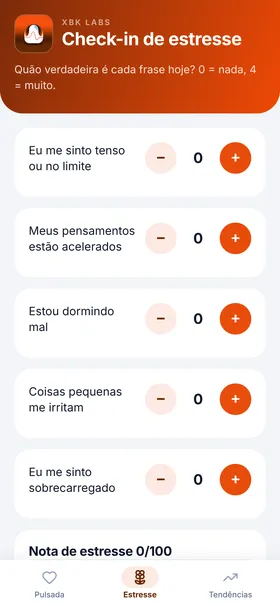 XBK LABS
Check-in de estresse
Quão verdadeira é cada frase hoje? 0 = nada, 4
= muito.
Eu me sinto tenso
ou no limite
− 0 +
Meus pensamentos
estão acelerados
− 0 +
Estou dormindo
mal
− 0 +
Coisas pequenas
me irritam
− 0 +
Eu me sinto
sobrecarregado
− 0 +
Nota de estresse 0/100
Pulsada Estresse Tendências